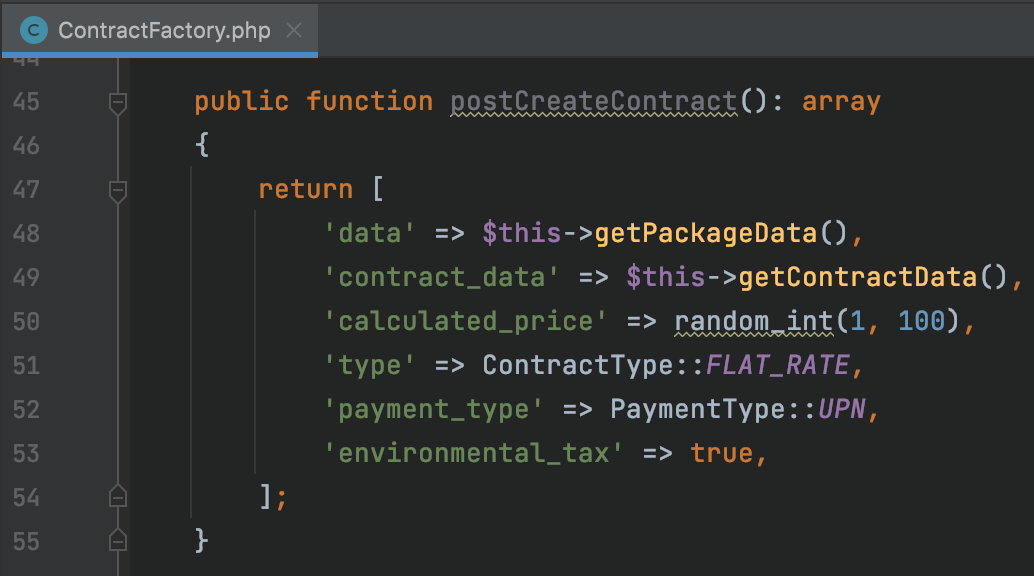 C ContractFactory.php ×
44
45 public function postCreateContract(): array
46 {
47 return [
48 'data' => $this->getPackageData(),
49 'contract_data' => $this->getContractData(),
50 'calculated_price' => random_int(1, 100),
51 'type' => ContractType::FLAT_RATE,
52 'payment_type' => PaymentType::UPN,
53 'environmental_tax' => true,
54 ];
55 }